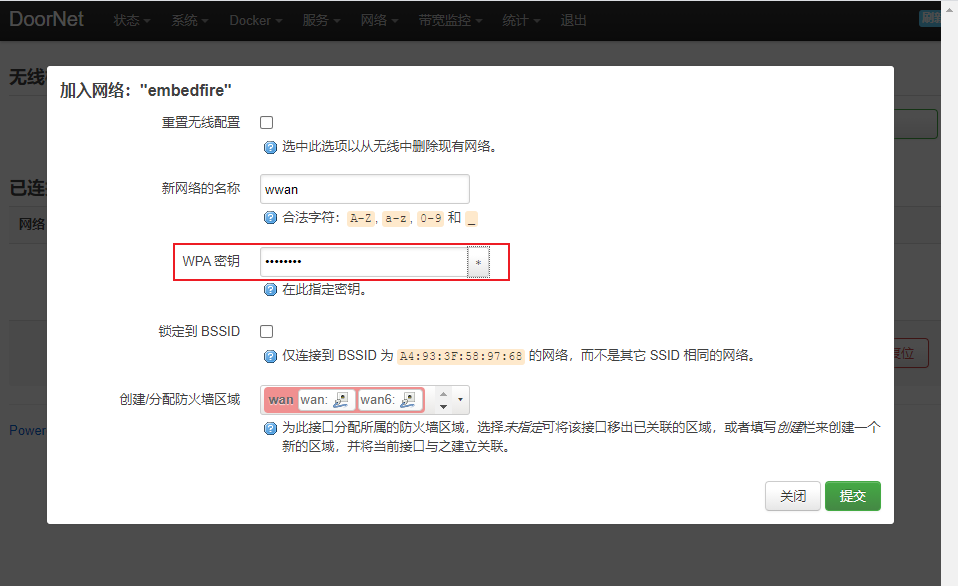 DoorNet 状态 系统 Docker 服务 网络 带宽监控 统计 退出
无线
加入网络："embedfire"
重置无线配置
选中此选项以从无线中删除现有网络。
已连
新网络的名称 wwan
合法字符： A-Z, a-z, 0-9 和 _
网络
WPA 密钥 •••••••• *
在此指定密钥。
锁定到 BSSID
仅连接到 BSSID 为 A4:93:3F:58:97:68 的网络，而不是其它 SSID 相同的网络。
复位
创建/分配防火墙区域 wan wan: wan6:
Power
为此接口分配所属的防火墙区域，选择未指定可将该接口移出已关联的区域，或者填写创建栏来创建一个
新的区域，并将当前接口与之建立关联。
关闭 提交